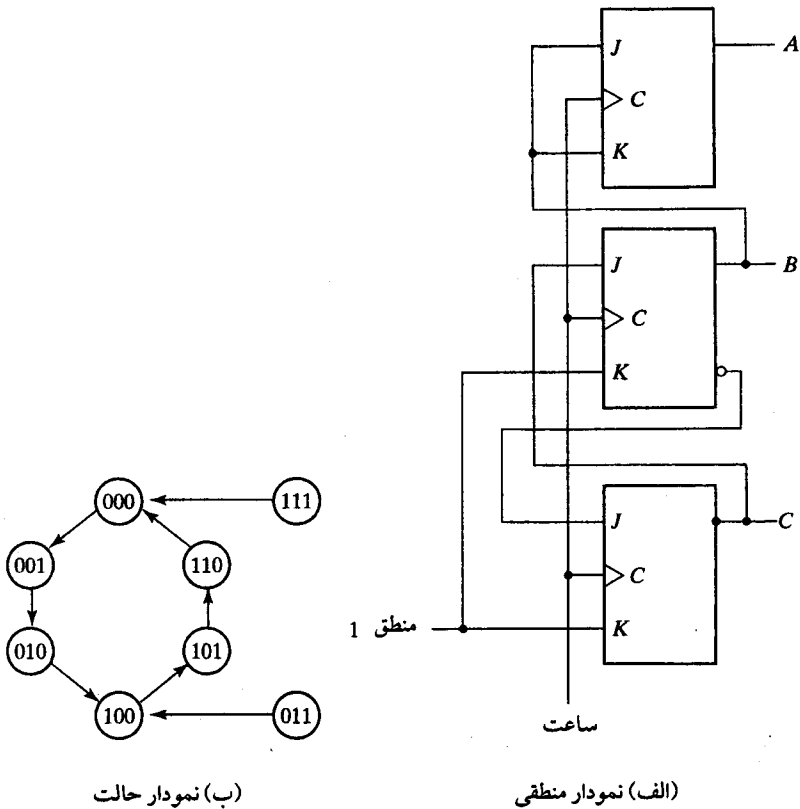 J
A
C
K
J
B
C
K
000
111
001
110
J
C
C
منطق 1
K
010
101
100
011
ساعت
(الف) نمودار منطقی
(ب) نمودار حالت